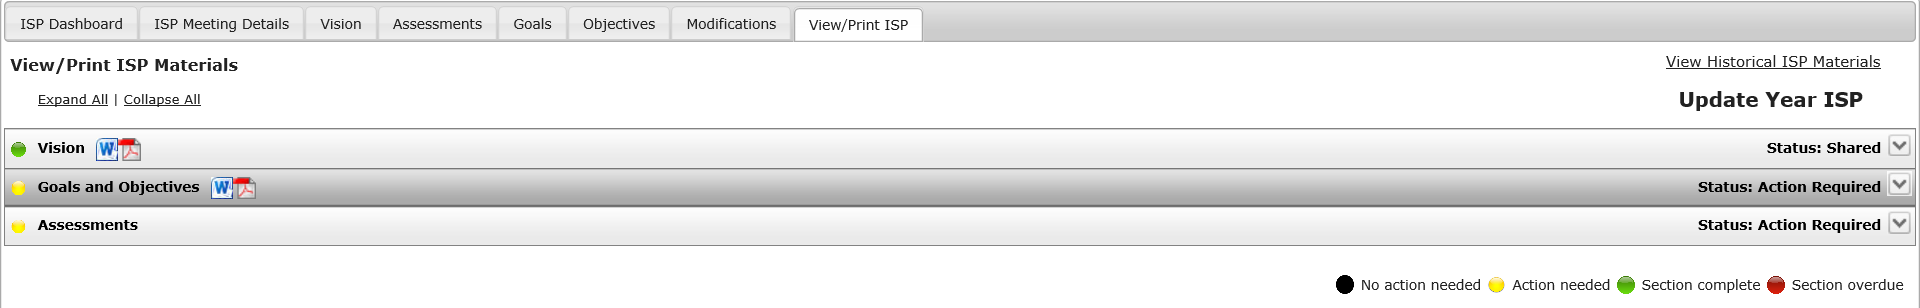 ISP Dashboard ISP Meeting Details Vision Assessments Goals Objectives Modifications View/Print ISP
View/Print ISP Materials View Historical ISP Materials
Expand All | Collapse All Update Year ISP
Vision Status: Shared
Goals and Objectives Status: Action Required
Assessments Status: Action Required
No action needed Action needed Section complete Section overdue